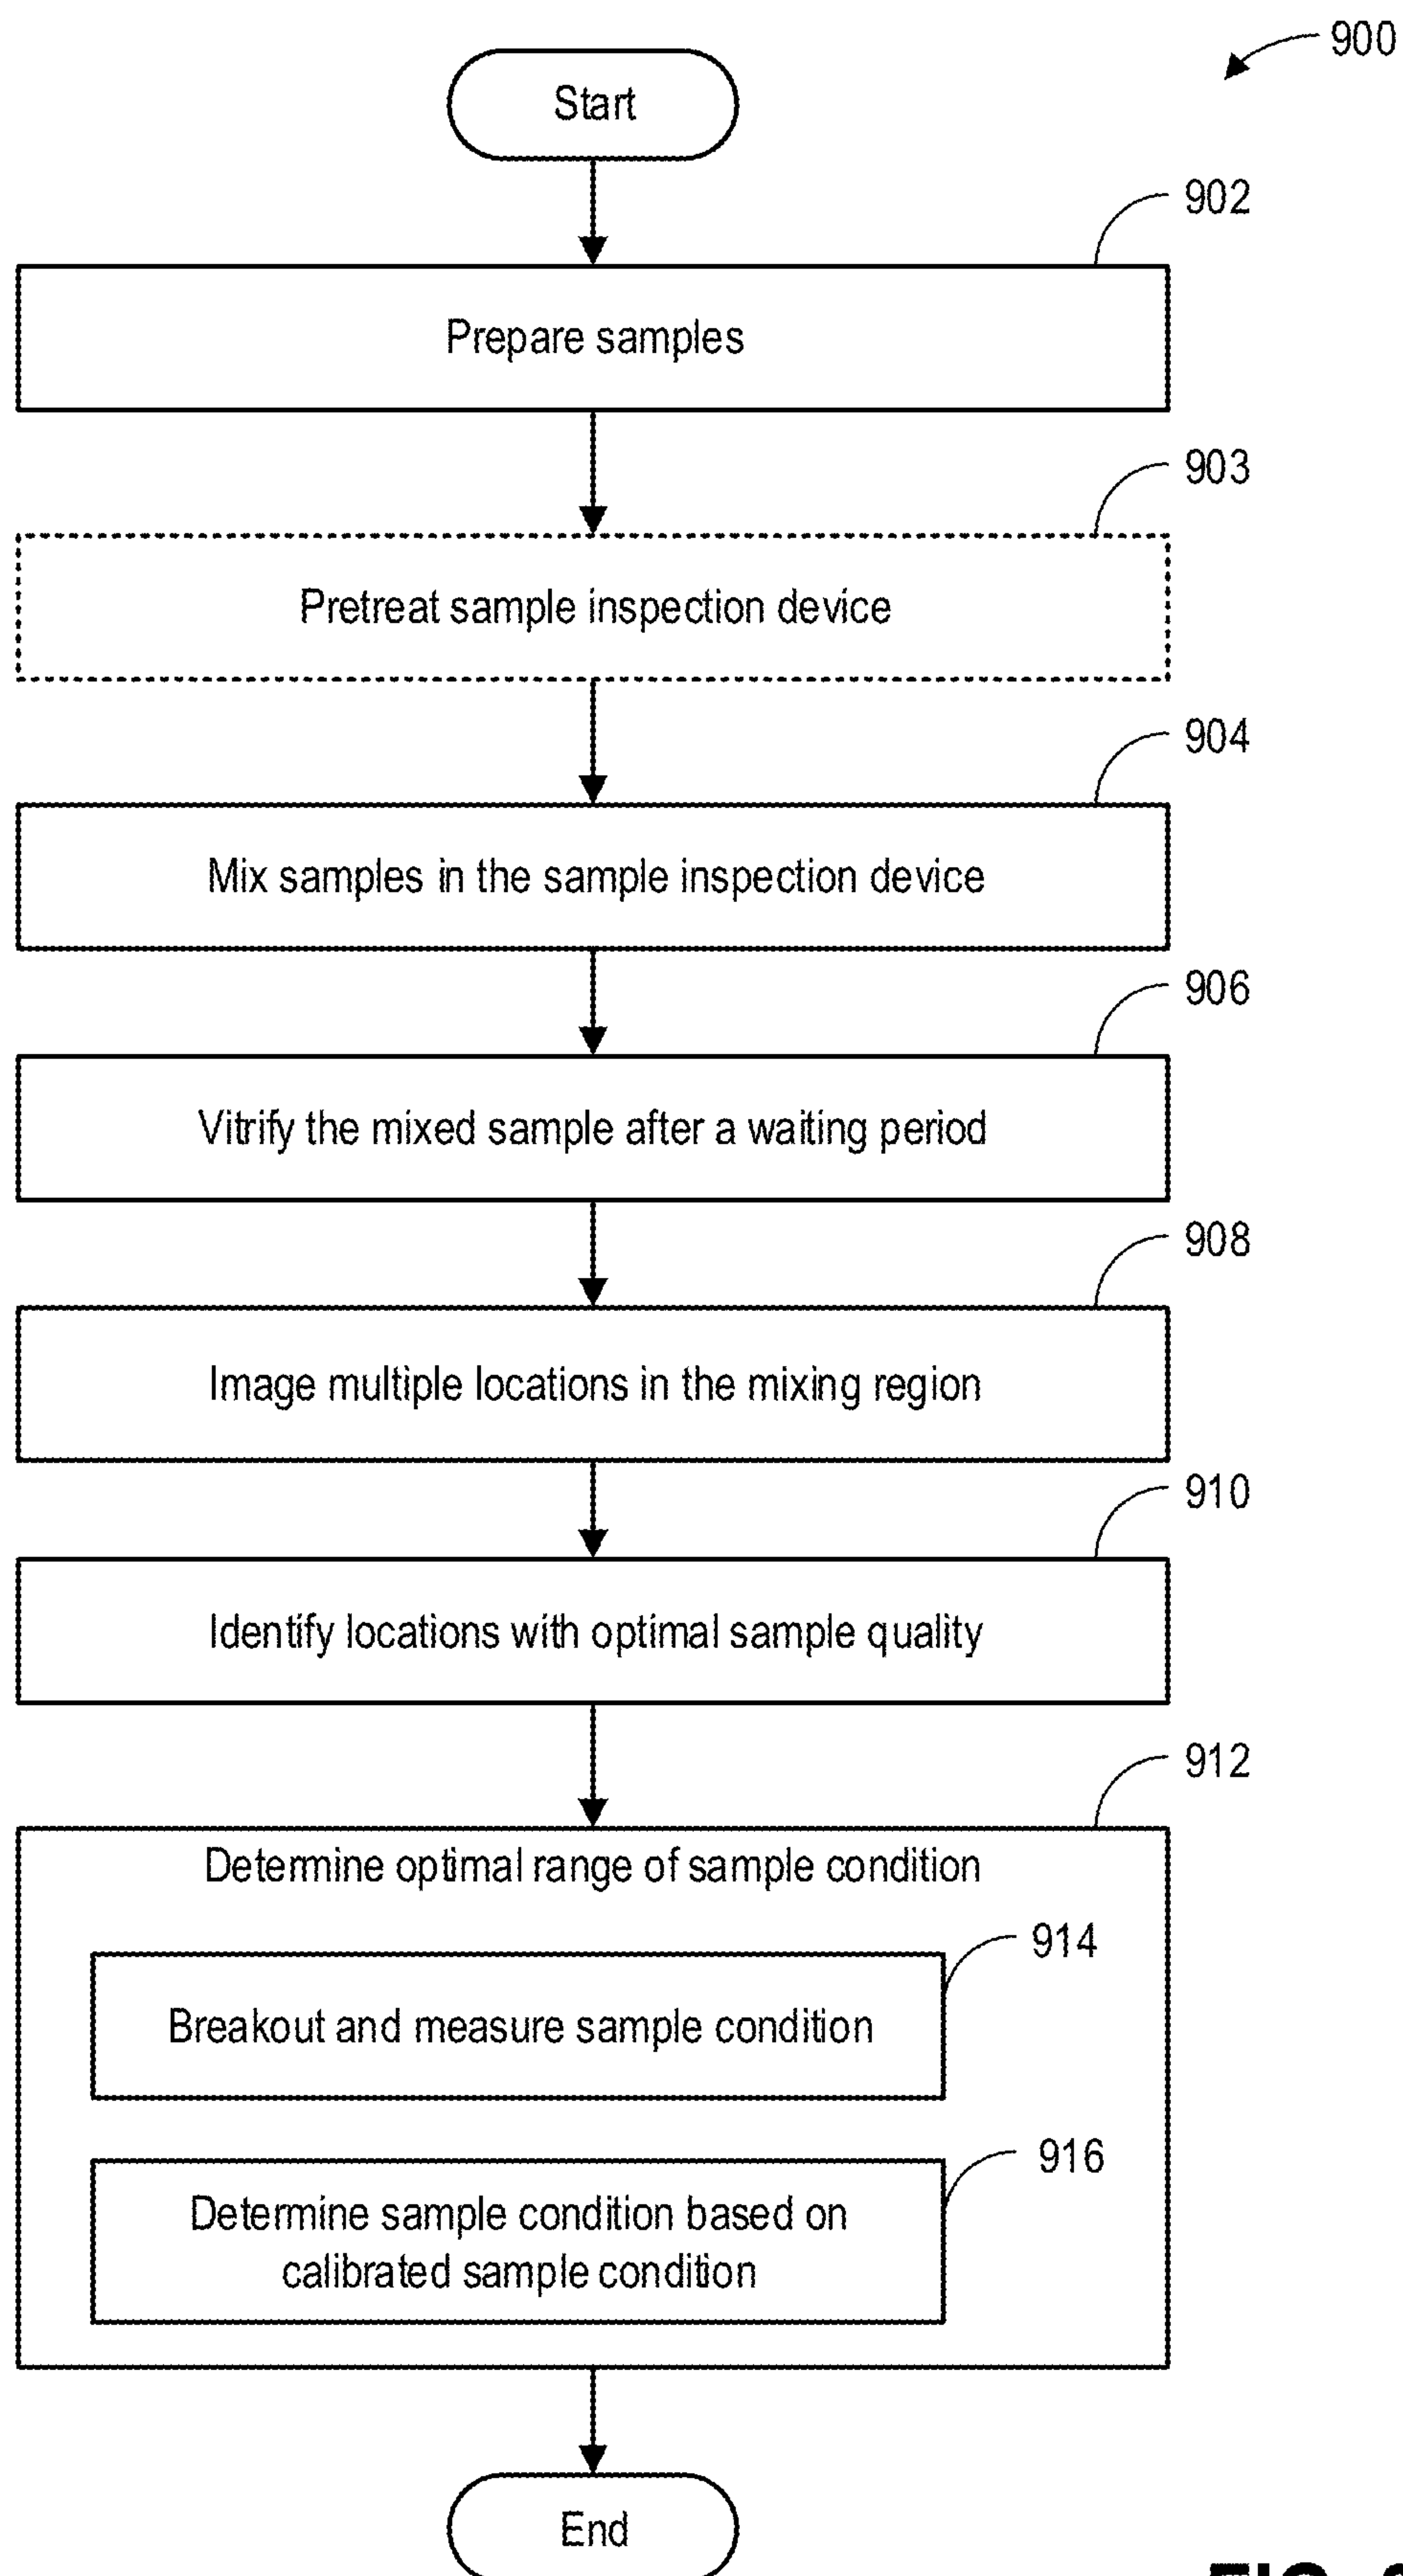 900
Start
902
Prepare samples
903
Pretreat sample inspection device
904
Mix samples in the sample inspection device
906
Vitrify the mixed sample after a waiting period
908
Image multiple locations in the mixing region
910
Identify locations with optimal sample quality
912
Determine optimal range of sample condition
914
Breakout and measure sample condition
916
Determine sample condition based on
calibrated sample condition
End